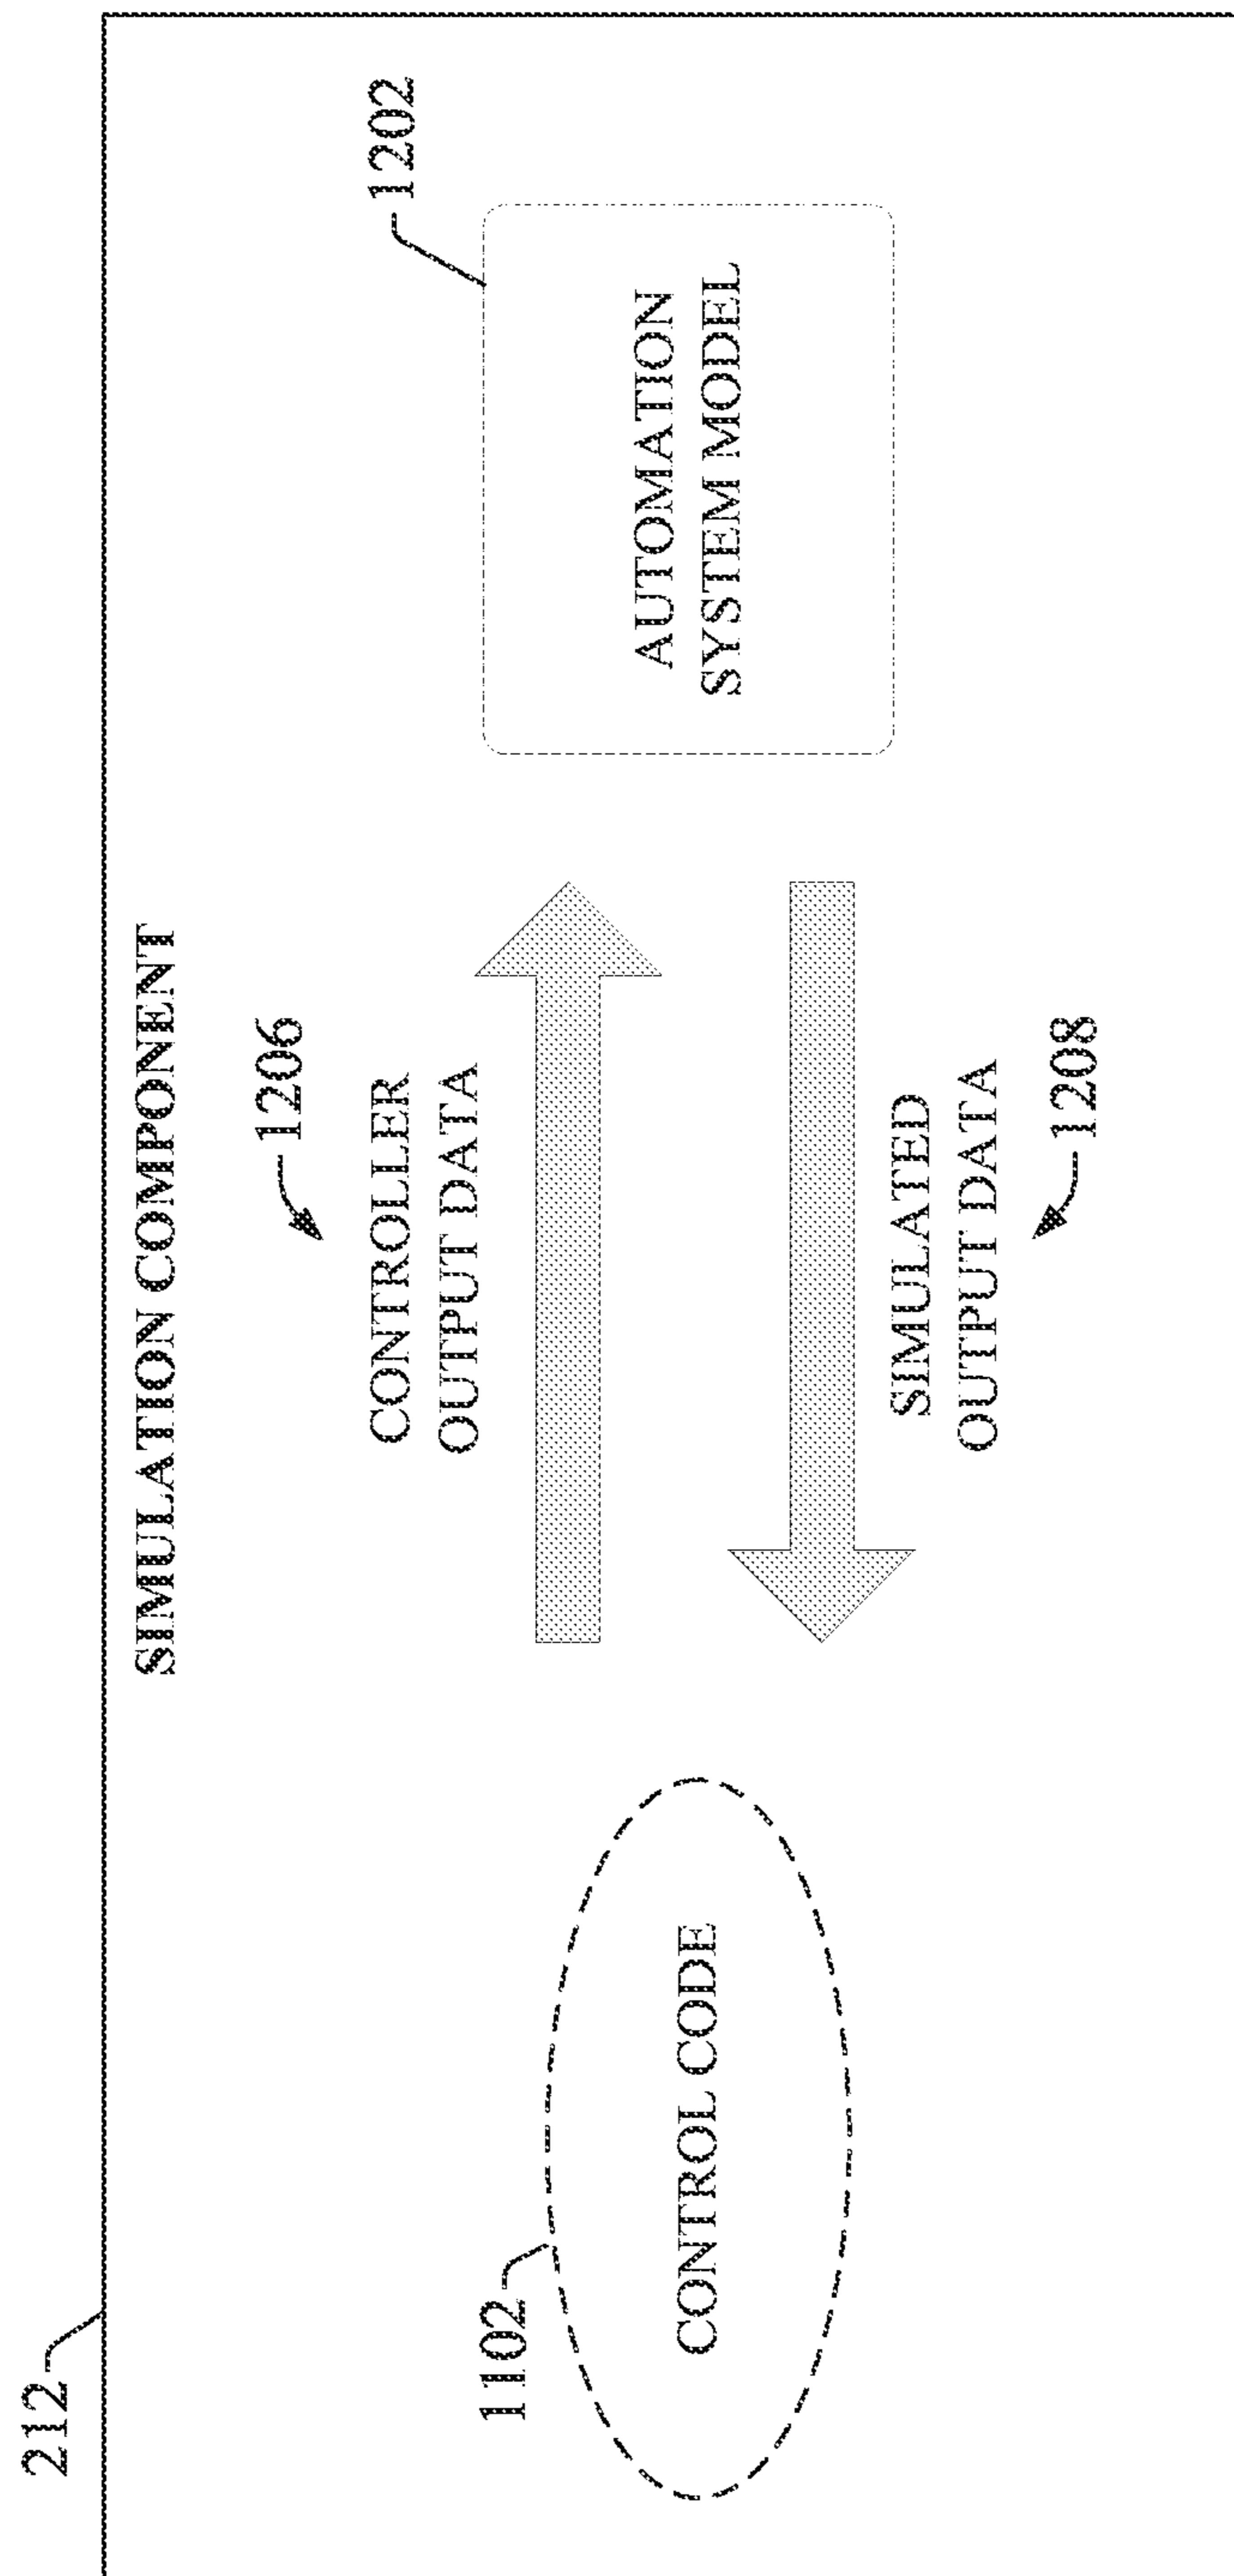 212
SIMULATION COMPONENT
1206
CONTROLLER
OUTPUT DATA
1202
1102
CONTROL CODE
AUTOMATION
SYSTEM MODEL
SIMULATED
OUTPUT DATA
1208